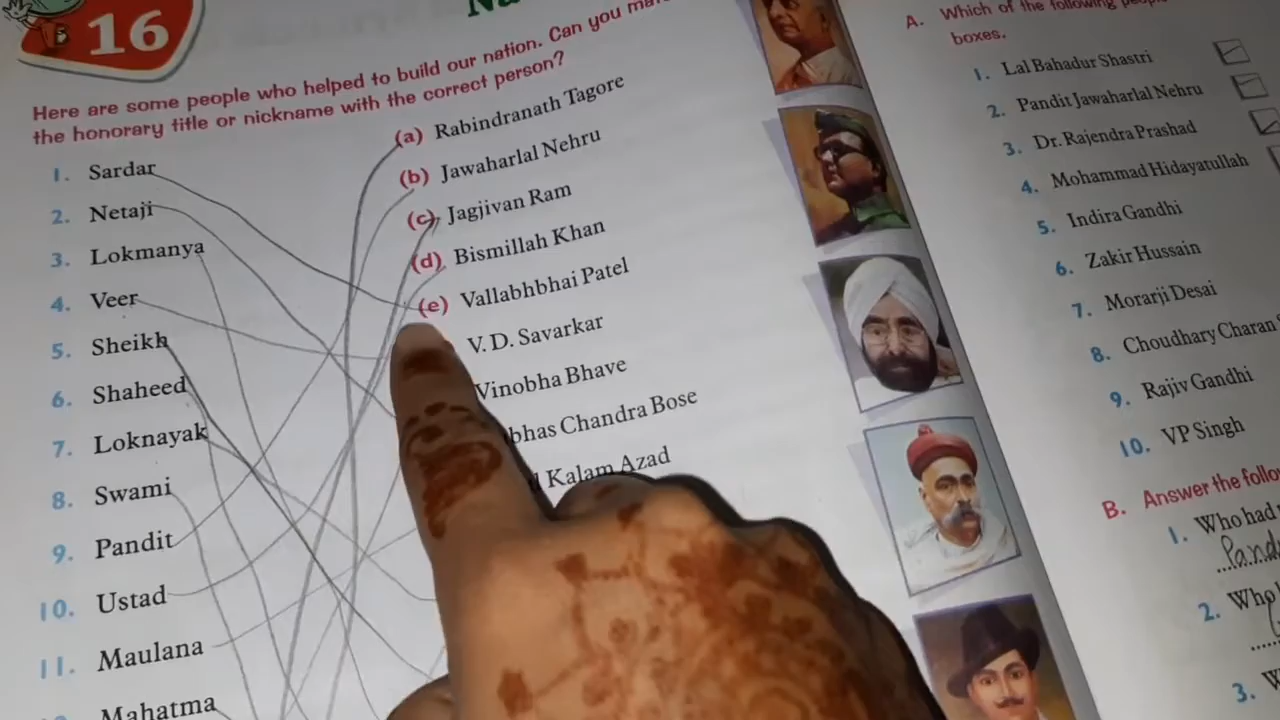 16
Here are some people who helped to build our nation. Can you
the honorary title or nickname with the correct person?
1. Sardar
2. Netaji
3. Lokmanya
4. Veer
5. Sheikh
6. Shaheed
7. Loknayak
8. Swami
9. Pandit
10. Ustad
11. Maulana
Mahatma
(a) Rabindranath Tagore
(b) Jawaharlal Nehru
(c) Jagjivan Ram
(d) Bismillah Khan
(e) Vallabhbhai Patel
V. D. Savarkar
Vinobha Bhave
bhas Chandra Bose
Kalam Azad
A. Which of the following
boxes.
1. Lal Bahadur Shastri
2. Pandit Jawaharlal Nehru
3. Dr. Rajendra Prashad
4. Mohammad Hidayatullah
5. Indira Gandhi
6. Zakir Hussain
7. Morarji Desai
8. Choudhary Charan
9. Rajiv Gandhi
10. VP Singh
B. Answer the
1. Who had
Pand
2. Who
3.